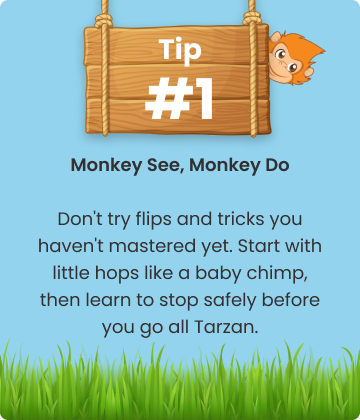 Tip
#1
Monkey See, Monkey Do
Don't try flips and tricks you
haven't mastered yet. Start with
little hops like a baby chimp,
then learn to stop safely before
you go all Tarzan.